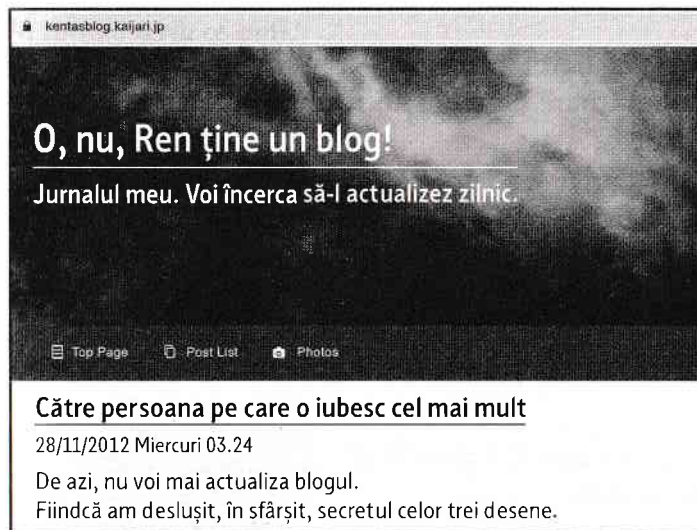 kentasblog.kaijari.jp
O, nu, Ren ține un blog!
Jurnalul meu. Voi încerca să-l actualizez zilnic.
Top Page Post List Photos
Către persoana pe care o iubesc cel mai mult
28/11/2012 Miercuri 03.24
De azi, nu voi mai actualiza blogul.
Fiindcă am deslușit, în sfârșit, secretul celor trei desene.